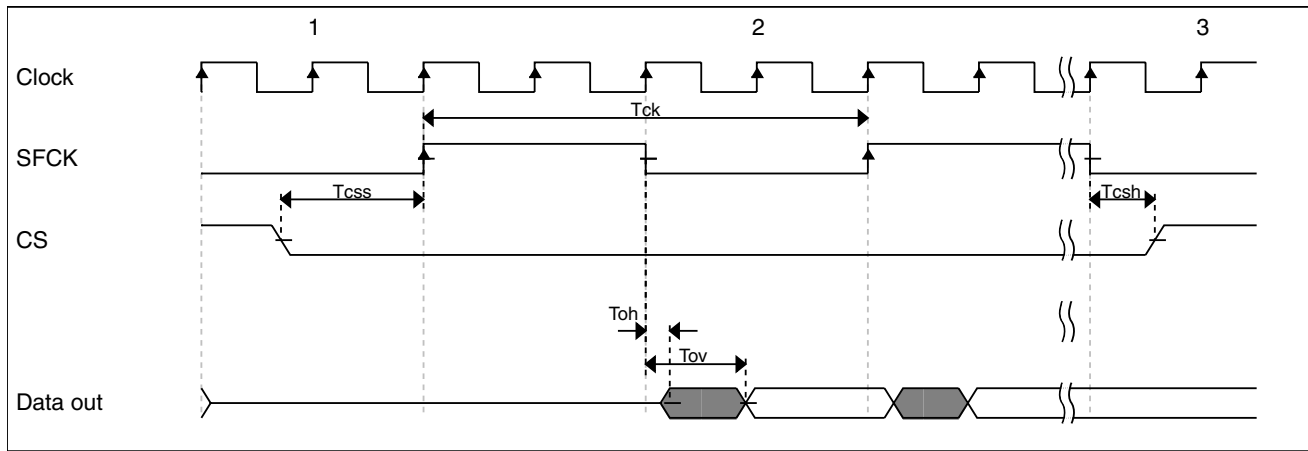 1 2 3
Clock
Tck
SFCK
Tcss Tcsh
CS
Toh
Tov
Data out